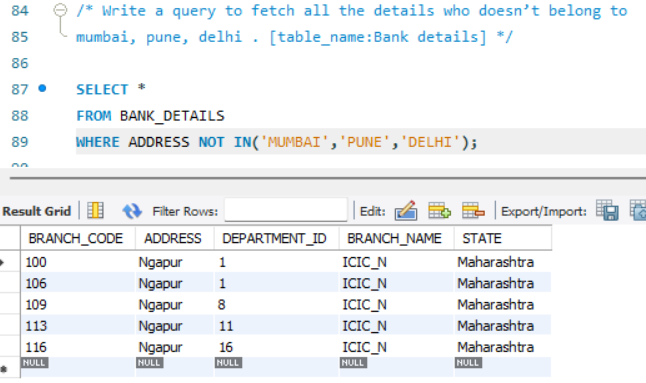 84 /* Write a query to fetch all the details who doesn’t belong to
85 mumbai, pune, delhi . [table_name:Bank details] */
86
87 SELECT *
88 FROM BANK_DETAILS
89 WHERE ADDRESS NOT IN('MUMBAI','PUNE','DELHI');
Result Grid Filter Rows: Edit: Export/Import:
BRANCH_CODE ADDRESS DEPARTMENT_ID BRANCH_NAME STATE
100 Ngapur 1 ICIC_N Maharashtra
106 Ngapur 1 ICIC_N Maharashtra
109 Ngapur 8 ICIC_N Maharashtra
113 Ngapur 11 ICIC_N Maharashtra
116 Ngapur 16 ICIC_N Maharashtra
NULL NULL NULL NULL NULL